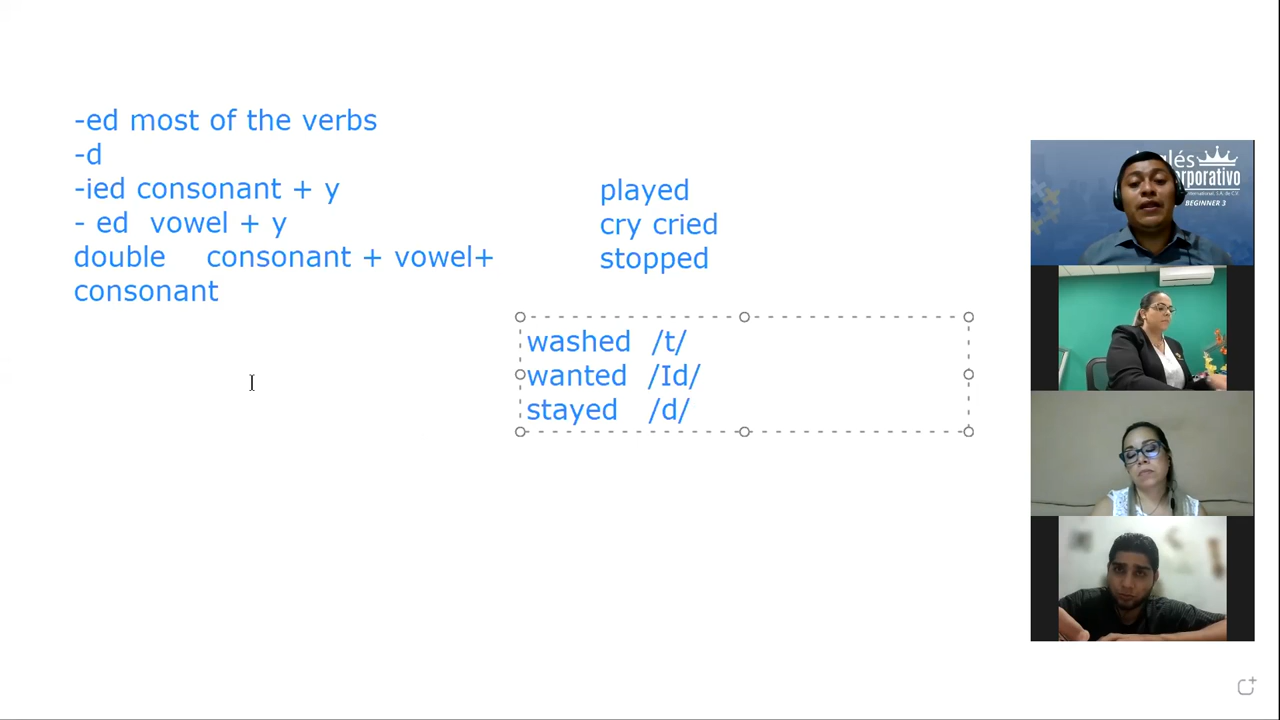 -ed most of the verbs
-d
-ied consonant + y
- ed vowel + y
double consonant + vowel+
consonant
played
cry cried
stopped
washed /t/
wanted /Id/
stayed /d/
BEGINNER 3